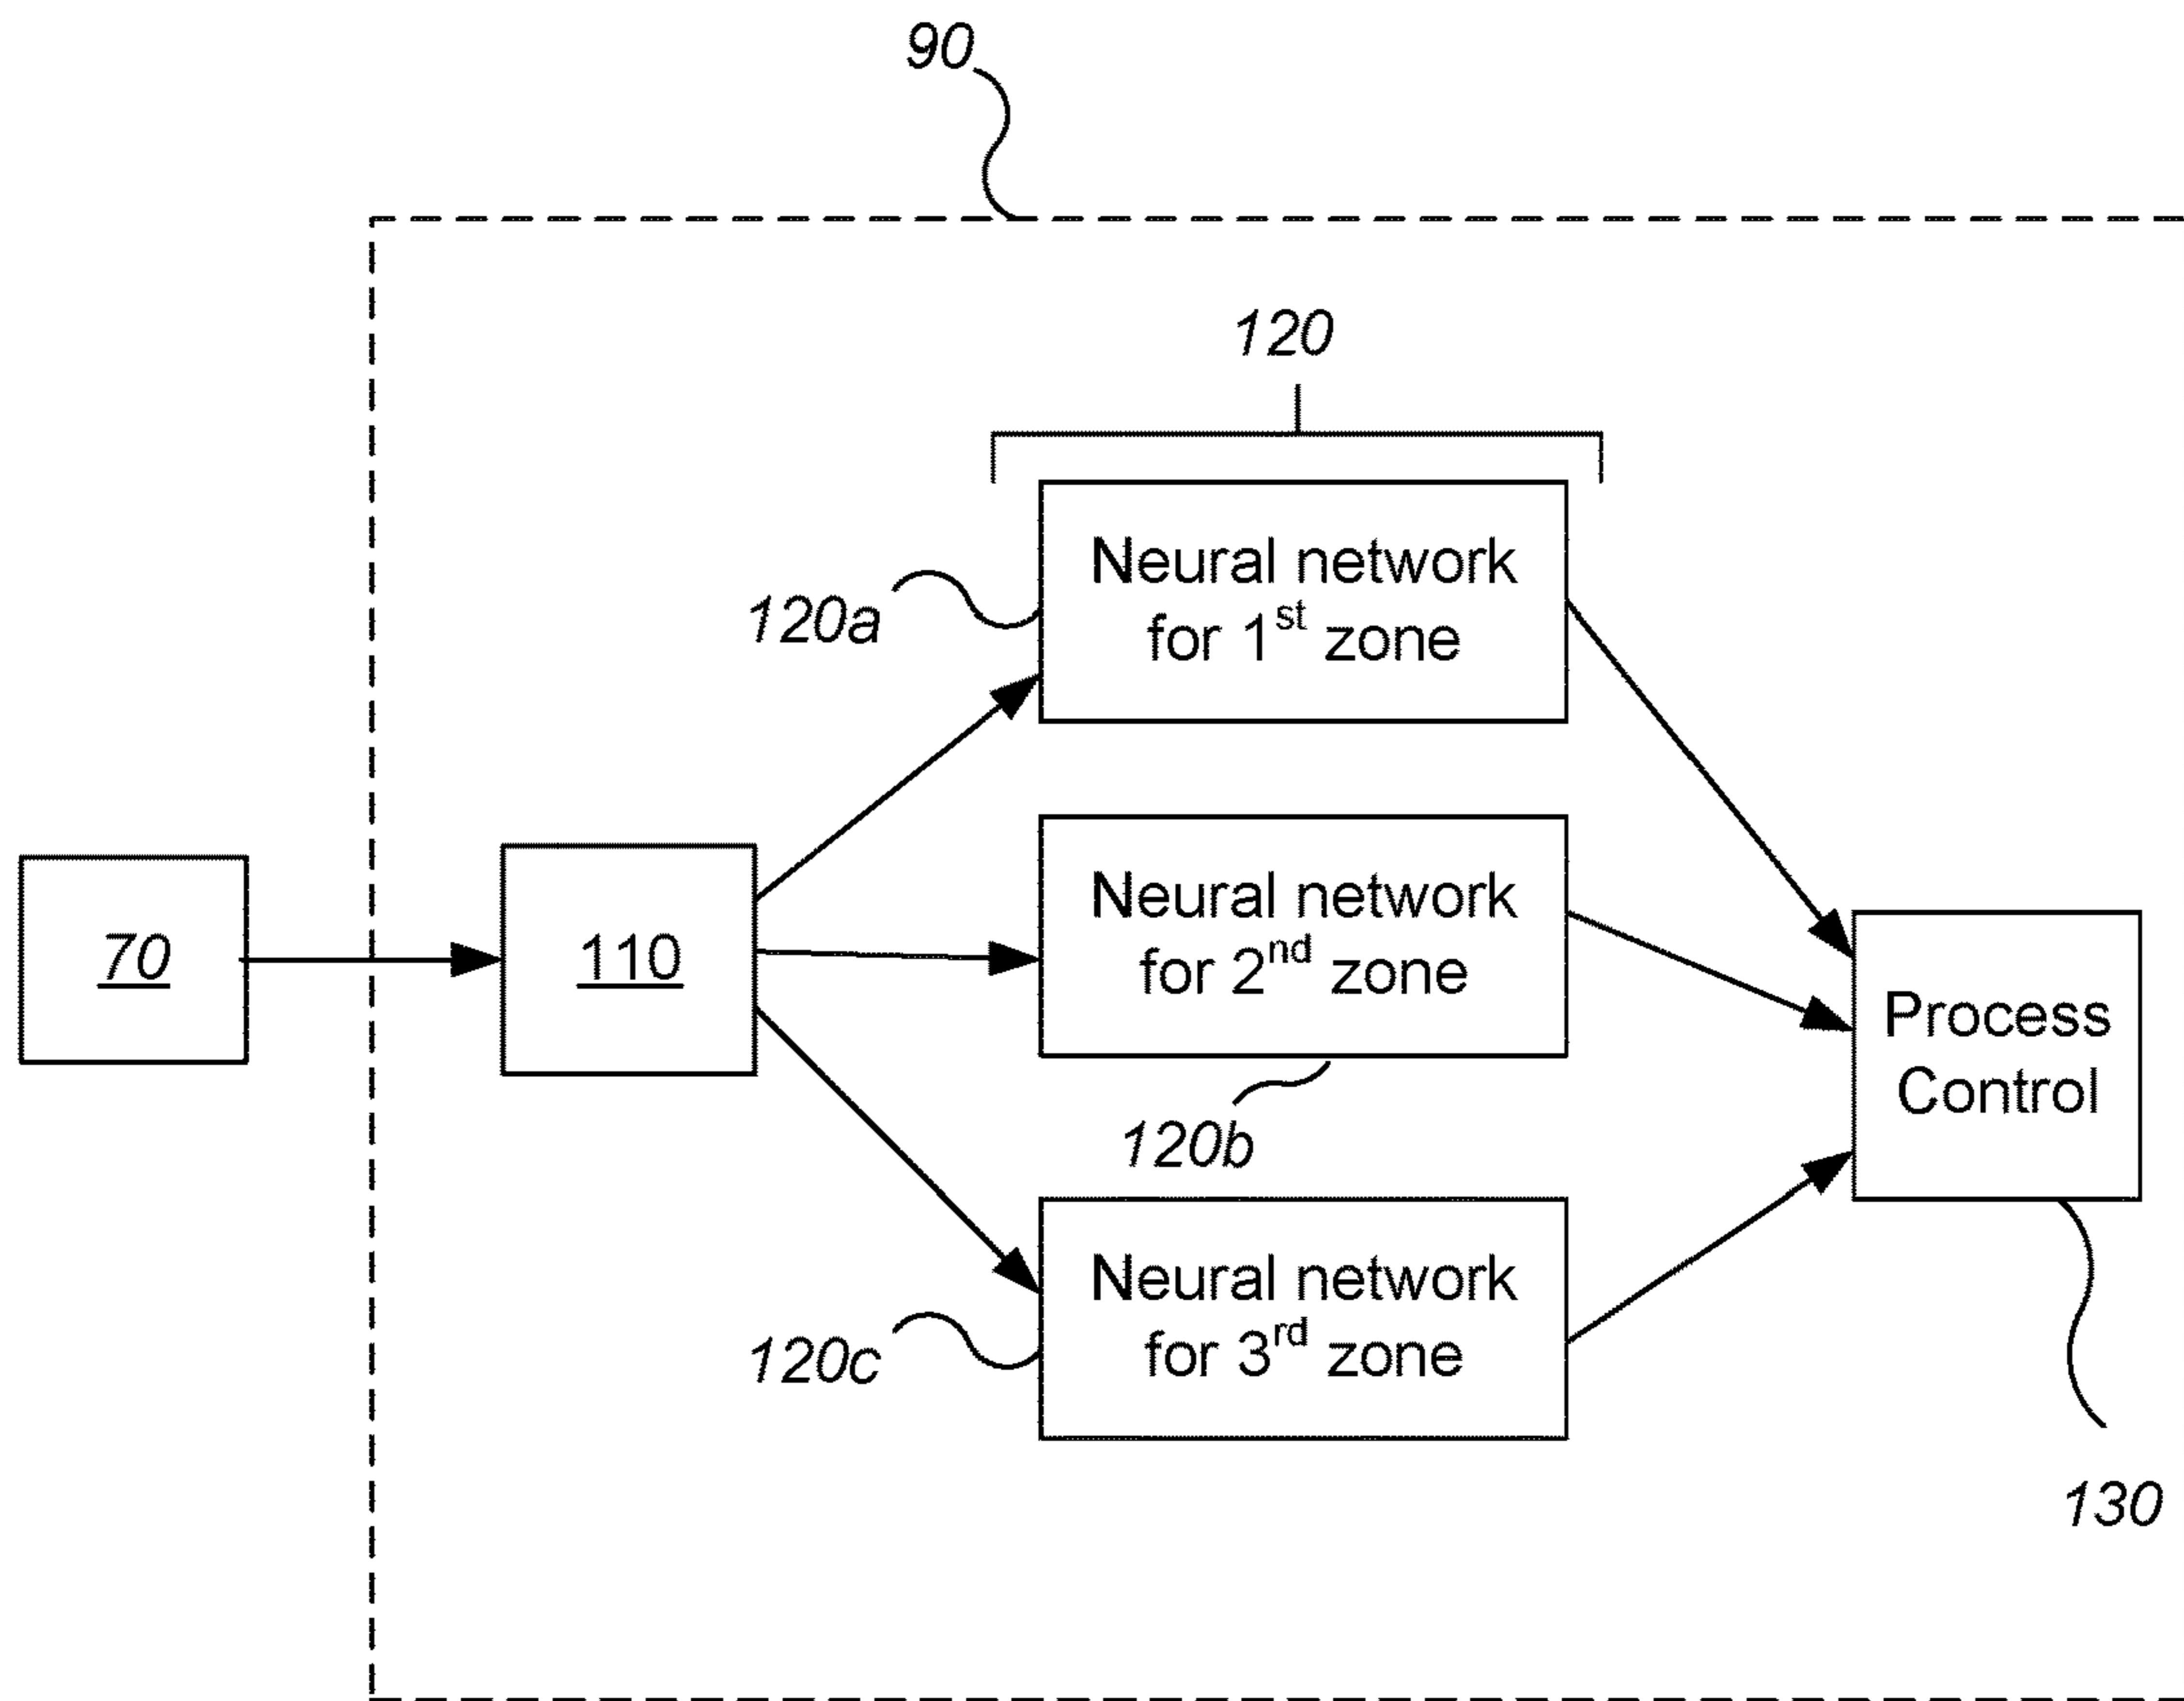 90
120
Neural network
for 1st zone
120a
70
110
Neural network
for 2nd zone
120b
Process
Control
Neural network
for 3rd zone
120c
130